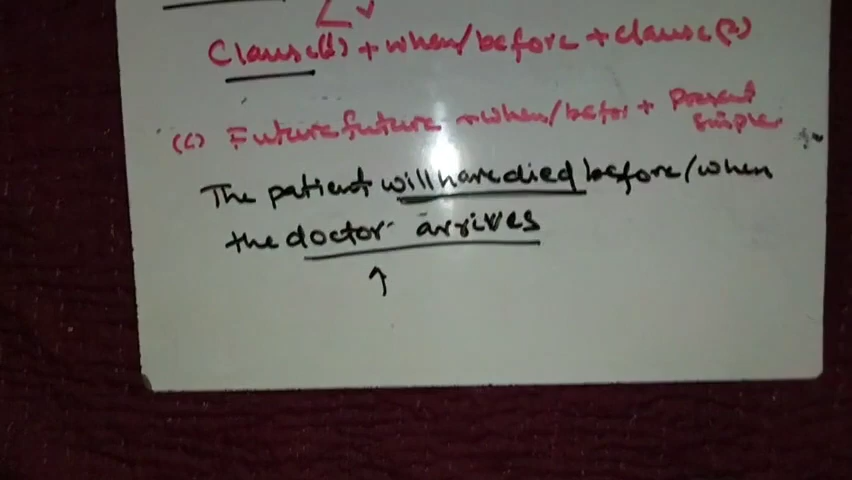 Clause(1) + when/before + clause(2)
(c) Future future + when/befor + Present simple
The patient will have died before/when
the doctor arrives